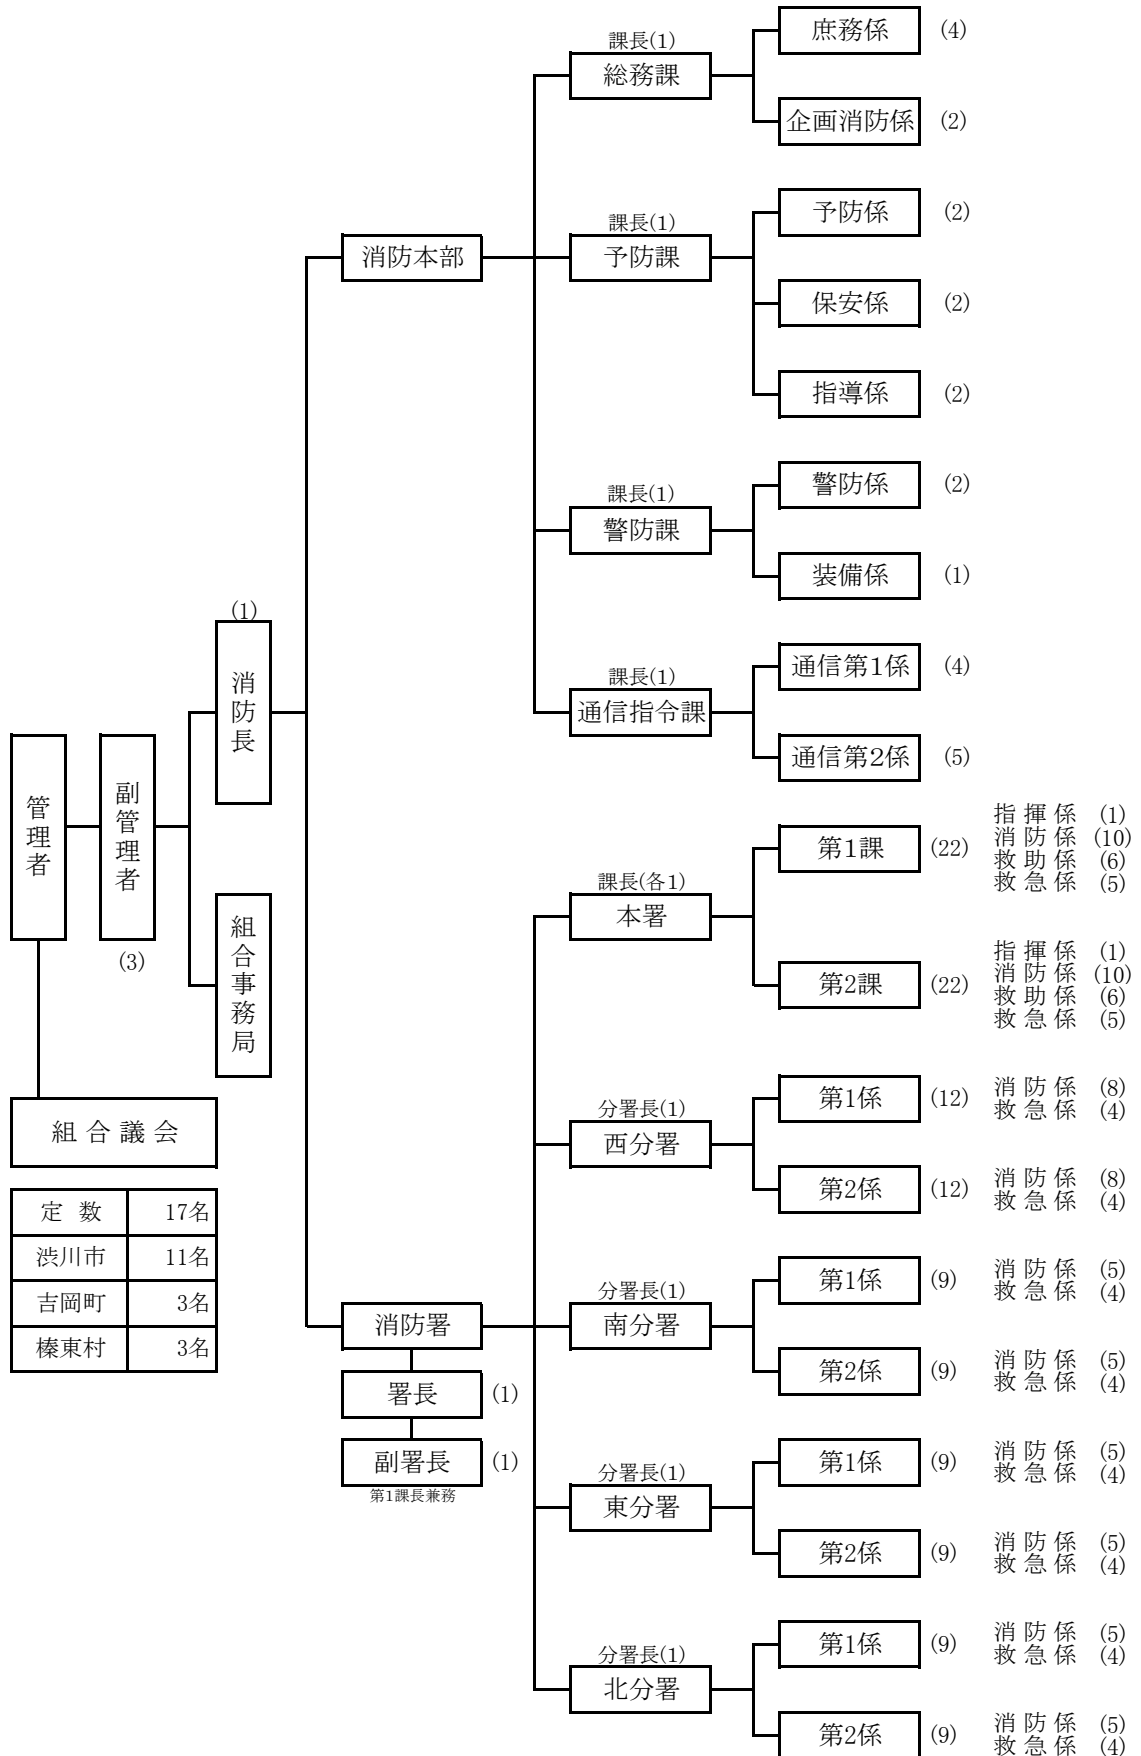 課長(1)
総務課
庶務係 (4)
企画消防係 (2)
消防本部
課長(1)
予防課
予防係 (2)
保安係 (2)
指導係 (2)
課長(1)
警防課
警防係 (2)
装備係 (1)
課長(1)
通信指令課
通信第1係 (4)
通信第2係 (5)
(1)
消防長
管理者
副管理者
(3)
組合事務局
組合議会
定数 17名
渋川市 11名
吉岡町 3名
榛東村 3名
消防署
署長 (1)
副署長 (1)
第1課長兼務
課長(各1)
本署
第1課 (22)
指揮係 (1)
消防係 (10)
救助係 (6)
救急係 (5)
第2課 (22)
指揮係 (1)
消防係 (10)
救助係 (6)
救急係 (5)
分署長(1)
西分署
第1係 (12)
消防係 (8)
救急係 (4)
第2係 (12)
消防係 (8)
救急係 (4)
分署長(1)
南分署
第1係 (9)
消防係 (5)
救急係 (4)
第2係 (9)
消防係 (5)
救急係 (4)
分署長(1)
東分署
第1係 (9)
消防係 (5)
救急係 (4)
第2係 (9)
消防係 (5)
救急係 (4)
分署長(1)
北分署
第1係 (9)
消防係 (5)
救急係 (4)
第2係 (9)
消防係 (5)
救急係 (4)